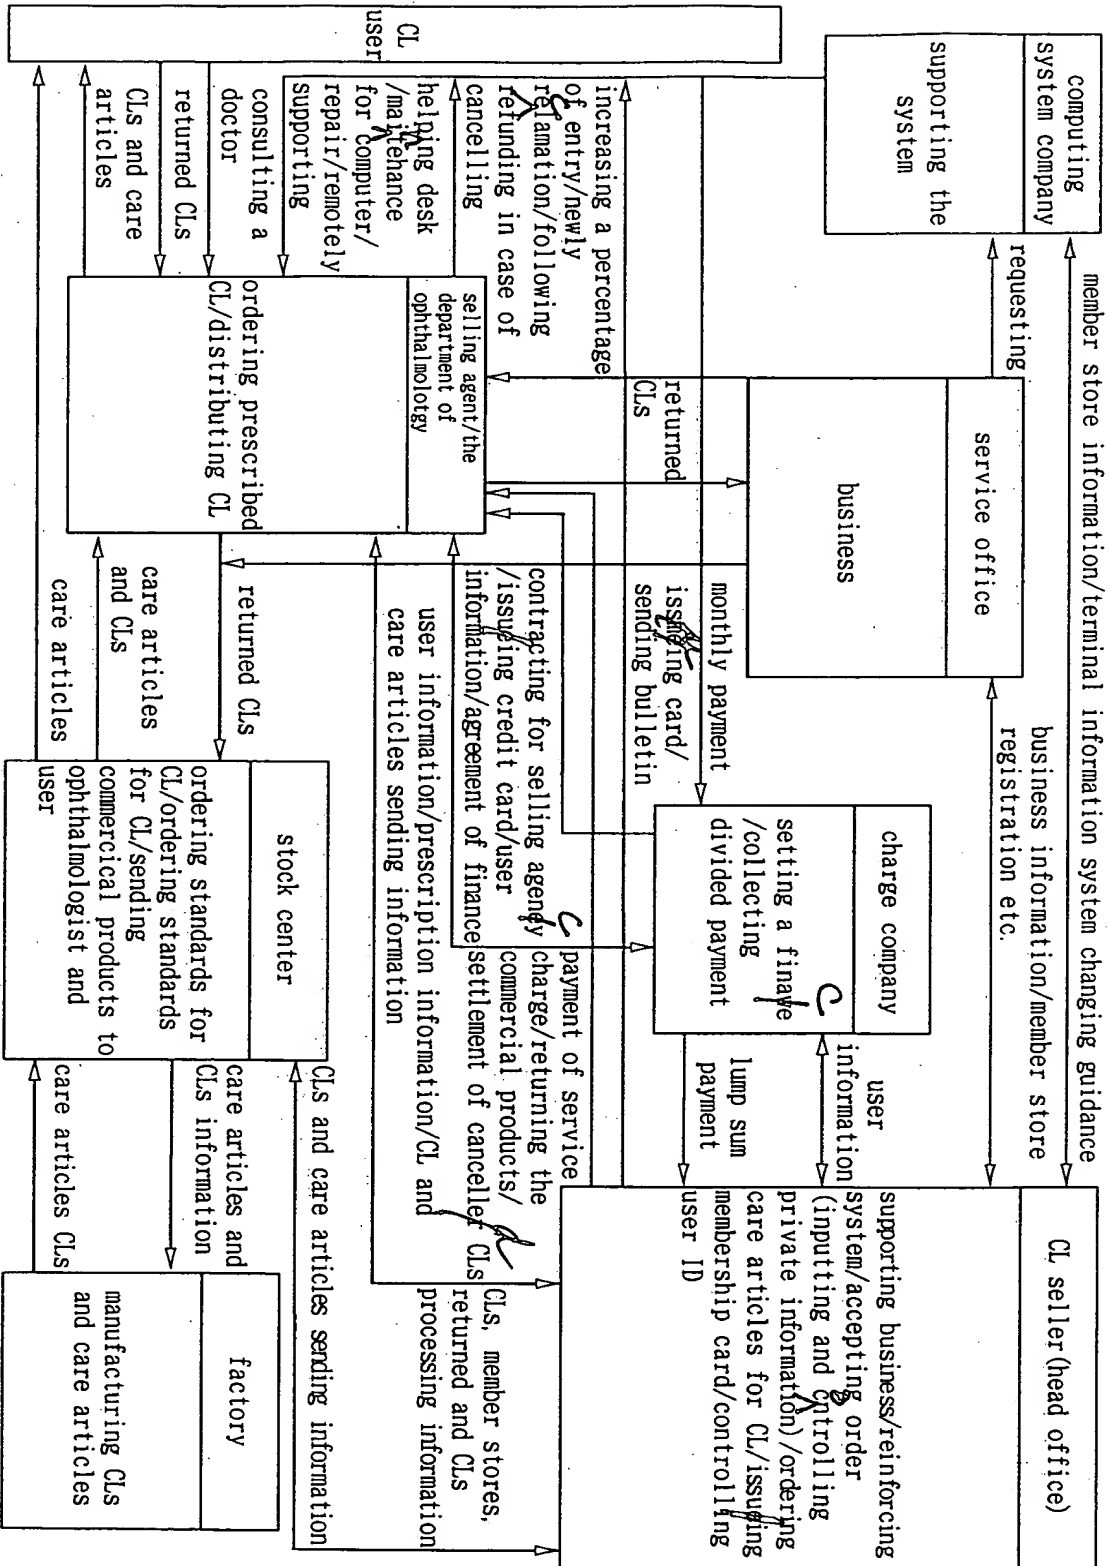 computing
system company
supporting the
system
member store information/terminal information system changing guidance
requesting
service office
business
business information/member store
registration etc.
CL seller(head office)
supporting business/reinforcing
system/accepting order
(inputting and cntrolling
private information)/ordering
care articles for CL/issueing
membership card/controlling
user ID
charge company
setting a finave
/collecting
divided payment
user
information
lump sum
payment
monthly payment
issueing card/
sending bulletin
returned
CLs
increasing a percentage
of entry/newly
relamation/following
refunding in case of
cancelling
helping desk
/maitehance
for computer/
repair/remotely
supporting
CL
user
consulting a
doctor
returned CLs
CLs and care
articles
selling agent/the
department of
ophthalmolotgy
ordering prescribed
CL/distributing CL
contracting for selling agency
/issueing credit card/user
information/agreement of finance
payment of service
charge/returning the
commercial products/
settlement of canceller CLs
user information/prescription information/CL and
care articles sending information
CLs, member stores,
returned and CLs
processing information
returned CLs
care articles
and CLs
care articles
stock center
ordering standards for
CL/ordering standards
for CL/sending
commercial products to
ophthalmologist and
user
CLs and care articles sending information
care articles and
CLs information
care articles CLs
factory
manufacturing CLs
and care articles